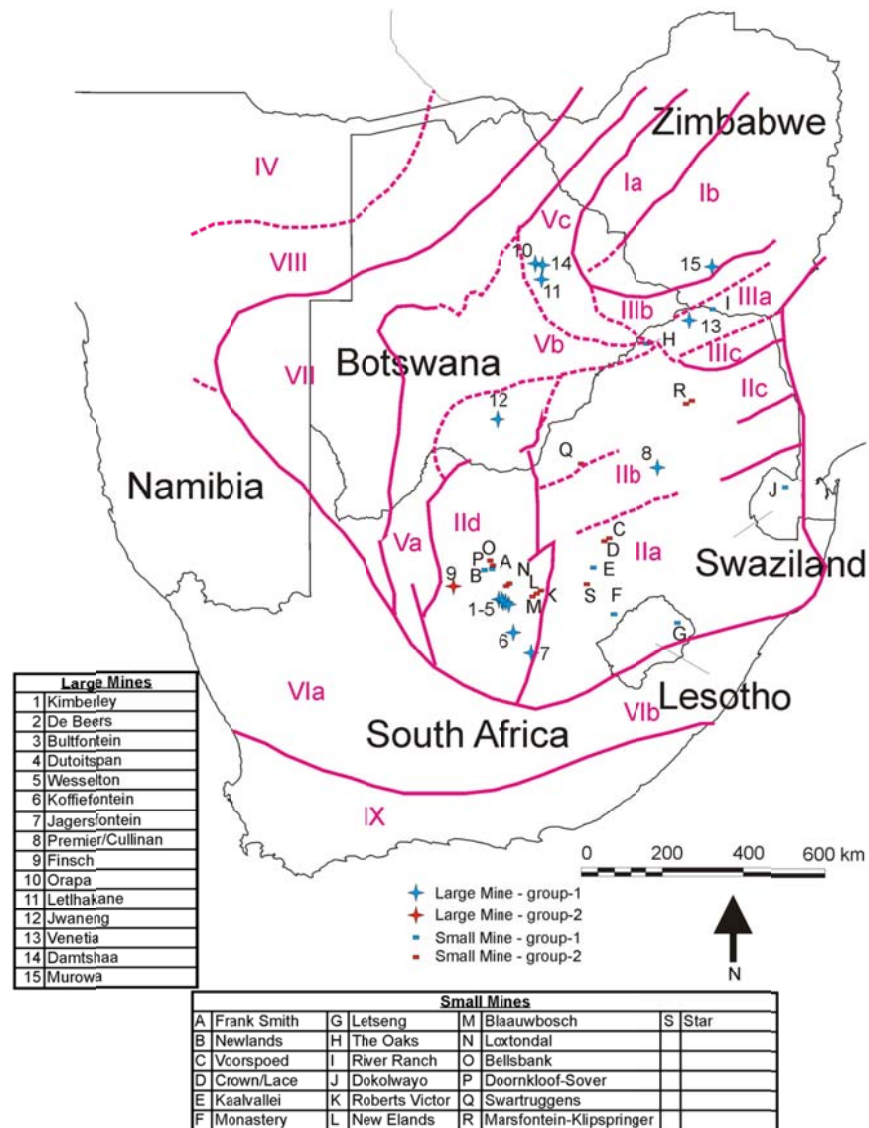 Zimbabwe
IV
Ia
Ib
Vc
VIII
10
14
15
11
I
IIIb
IIIa
13
H
IIIc
Vb
Botswana
VII
IIc
R
12
Q
8
IIb
J
Namibia
IId
Va
C
D
IIa
O
P
A
B
N
E
Swaziland
9
L
K
S
F
1-5
M
6
G
7
Lesotho
VIa
VIb
South Africa
IX
Large Mines
1 Kimberley
2 De Beers
3 Bultfontein
4 Dutoitspan
5 Wesselton
6 Koffiefontein
7 Jagersfontein
8 Premier/Cullinan
9 Finsch
10 Orapa
11 Letlhakane
12 Jwaneng
13 Venetia
14 Damtshaa
15 Murowa
0 200 400 600 km
Large Mine - group-1
Large Mine - group-2
Small Mine - group-1
Small Mine - group-2
N
Small Mines
A Frank Smith G Letseng M Blaauwbosch S Star
B Newlands H The Oaks N Loxtondal
C Voorspoed I River Ranch O Bellsbank
D Crown/Lace J Dokolwayo P Doornkloof-Sover
E Kaalvallei K Roberts Victor Q Swartruggens
F Monastery L New Elands R Marsfontein-Klipspringer